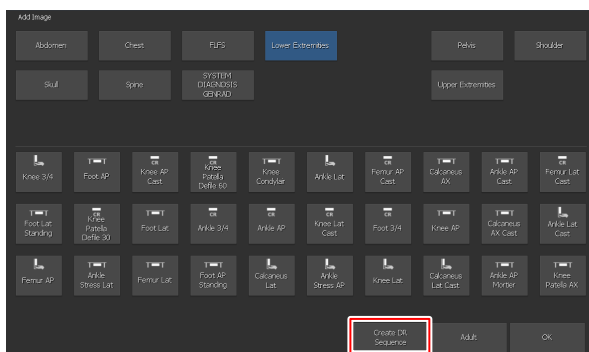 Add Image
Abdomen
Chest
FLFS
Lower Extremities
Pelvis
Shoulder
Skull
Spine
SYSTEM
DIAGNOSIS
GENRAD
Upper Extremities
Knee 3/4
T T
Foot AP
CR
Knee AP
Cast
CR
Knee
Patella
Defile 60
T T
Knee
Condylair
Ankle Lat
CR
Femur AP
Cast
T T
Calcaneus
AX
T T
Ankle AP
Cast
CR
Femur Lat
Cast
T T
Foot Lat
Standing
CR
Knee
Patella
Defile 30
T T
Foot Lat
CR
Ankle 3/4
CR
Ankle AP
CR
Knee Lat
Cast
CR
Foot 3/4
T T
Knee AP
T T
Calcaneus
AX Cast
Ankle Lat
Cast
Femur AP
T T
Ankle
Stress Lat
T T
Femur Lat
T T
Foot AP
Standing
Calcaneus
Lat
Ankle
Stress AP
Knee Lat
Calcaneus
Lat Cast
T T
Ankle AP
Mortier
T T
Knee
Patella AX
Create DR
Sequence
Adult
OK